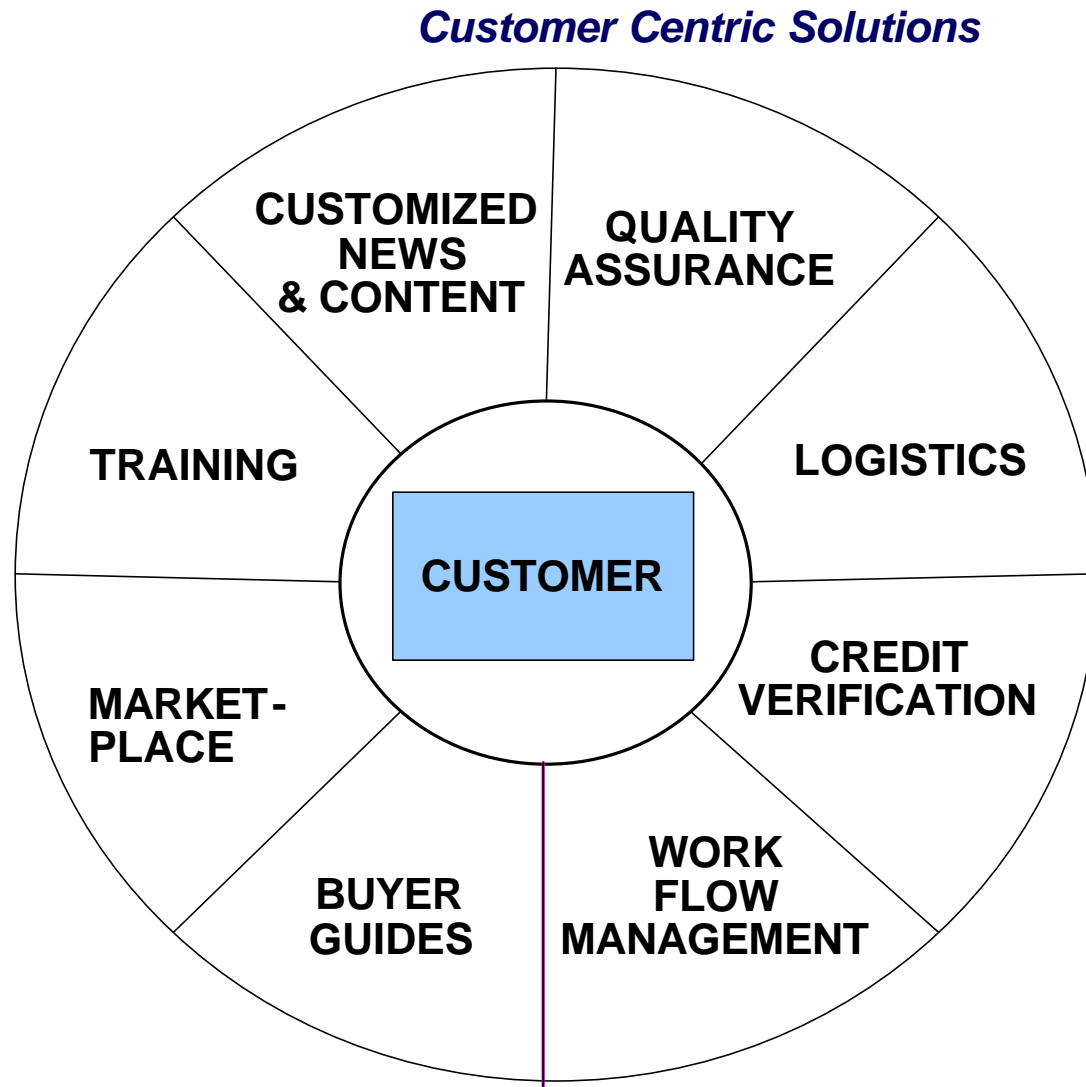 Customer Centric Solutions
CUSTOMIZED
NEWS
& CONTENT
QUALITY
ASSURANCE
TRAINING
LOGISTICS
CUSTOMER
CREDIT
VERIFICATION
MARKET-
PLACE
WORK
FLOW
MANAGEMENT
BUYER
GUIDES